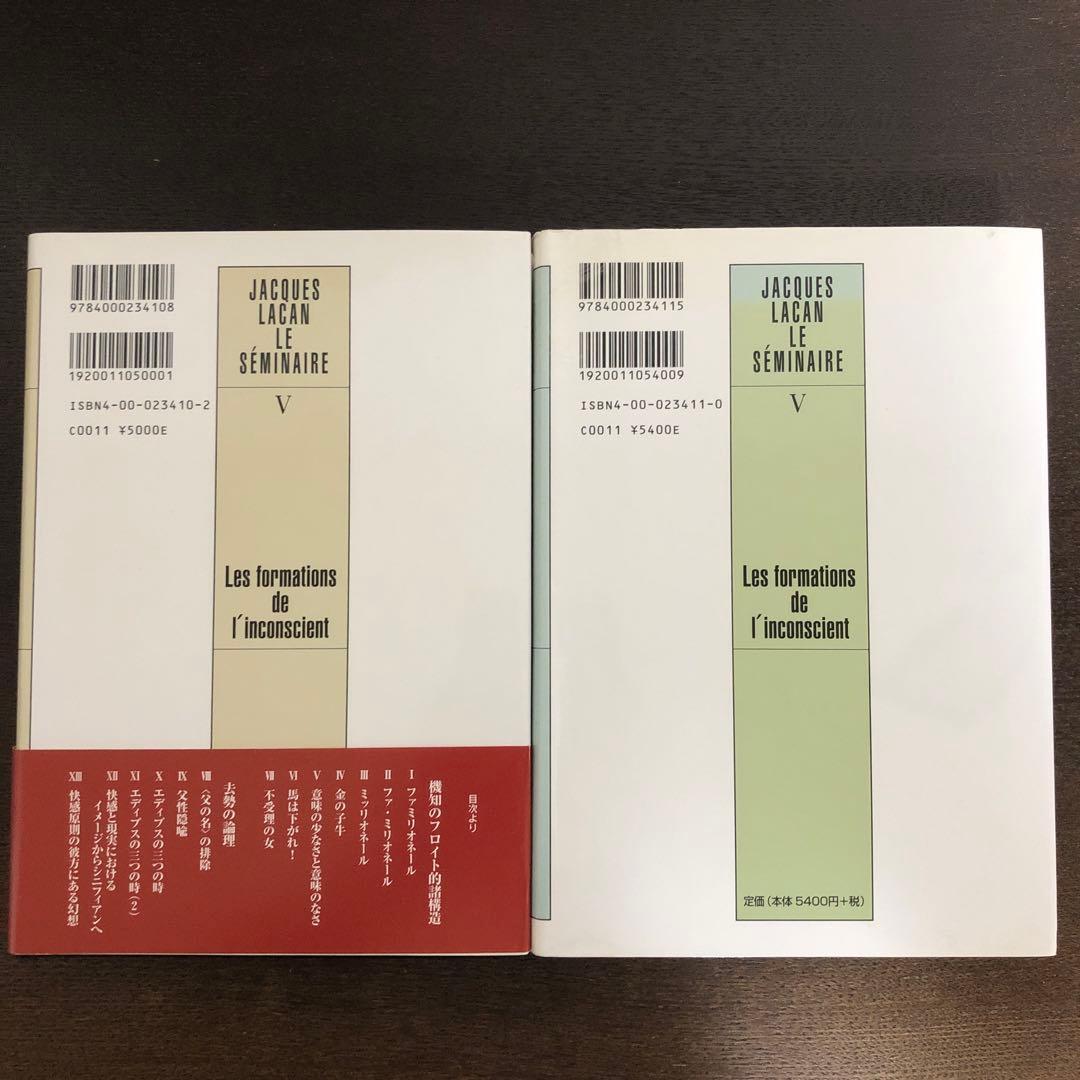 9784000234108
1920011050001
ISBN4-00-023410-2
C0011 ¥5000E
JACQUES
LACAN
LE
SÉMINAIRE
V
Les formations
de
l´inconscient
目次より
機知のフロイト的諸構造
Ⅰ ファミリオネール
Ⅱ ファ・ミリオネール
Ⅲ ミッリオネール
Ⅳ 金の子牛
Ⅴ 意味の少なさと意味のなさ
Ⅵ 馬は下がれ！
Ⅶ 不受理の女
去勢の論理
Ⅷ 〈父の名〉の排除
Ⅸ 父性隠喩
Ⅹ エディプスの三つの時
Ⅺ エディプスの三つの時（2）
Ⅻ 快感と現実における
イメージからシニフィアンへ
XIII 快感原則の彼方にある幻想
9784000234115
1920011054009
ISBN4-00-023411-0
C0011 ¥5400E
JACQUES
LACAN
LE
SÉMINAIRE
V
Les formations
de
l´inconscient
定価（本体 5400円+税）